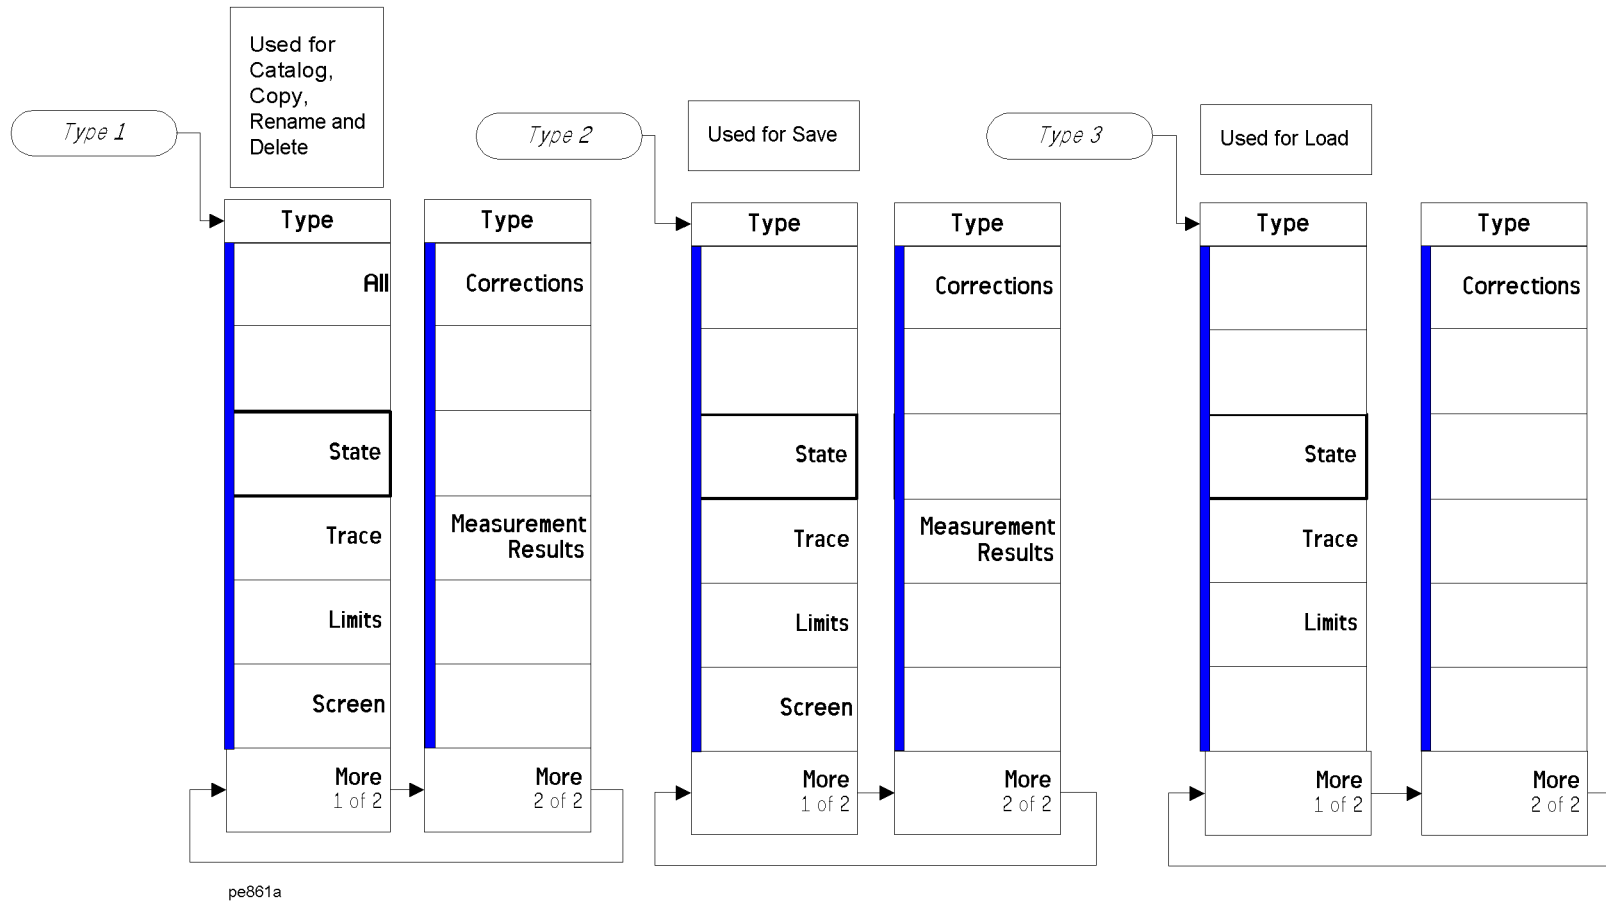 Used for
Catalog,
Copy,
Rename and
Delete
Type 1
Type
All
State
Trace
Limits
Screen
More
1 of 2
Type
Corrections
Measurement
Results
More
2 of 2
Type 2
Used for Save
Type
State
Trace
Limits
Screen
More
1 of 2
Type
Corrections
Measurement
Results
More
2 of 2
Type 3
Used for Load
Type
State
Trace
Limits
More
1 of 2
Type
Corrections
More
2 of 2
pe861a